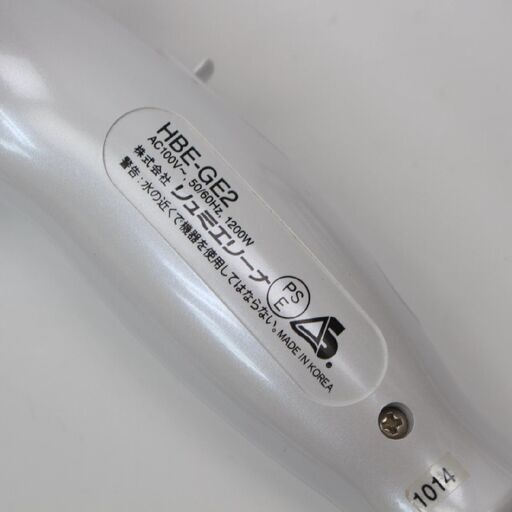 HBE-GE2
AC100V~, 50/60Hz, 1200W
株式会社 リュミエリーナ
警告:水の近くで機器を使用してはならない。MADE IN KOREA
PS
E
1014